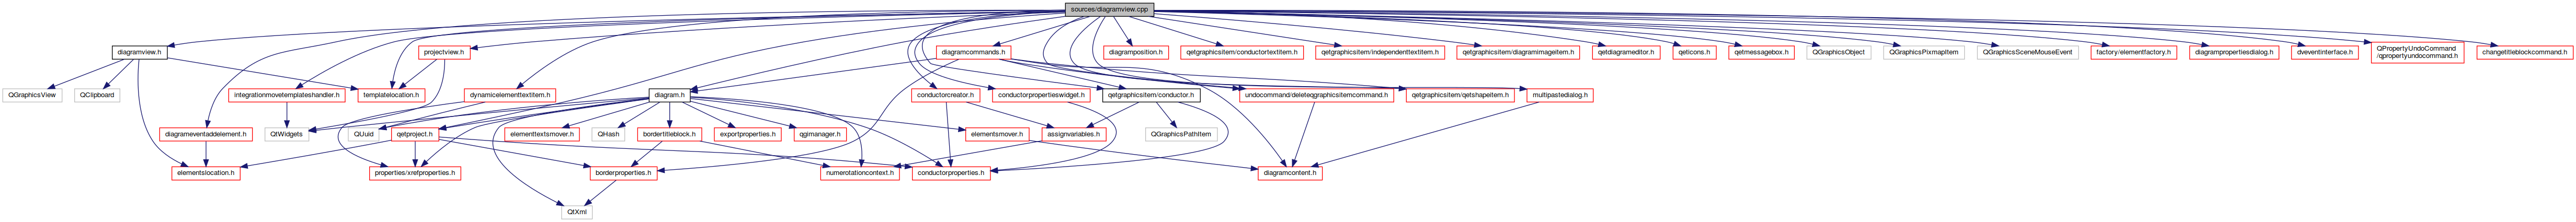 sources/diagramview.cpp
diagramview.h
projectview.h
diagramcommands.h
diagramposition.h
qetgraphicsitem/conductortextitem.h
qetgraphicsitem/independenttextitem.h
qetgraphicsitem/diagramimageitem.h
qetdiagrameditor.h
qeticons.h
qetmessagebox.h
QGraphicsObject
QGraphicsPixmapItem
QGraphicsSceneMouseEvent
factory/elementfactory.h
diagrampropertiesdialog.h
dveventinterface.h
QPropertyUndoCommand
/qpropertyundocommand.h
changetitleblockcommand.h
QGraphicsView
QClipboard
integrationmovetemplateshandler.h
templatelocation.h
dynamicelementtextitem.h
diagram.h
conductorcreator.h
conductorpropertieswidget.h
qetgraphicsitem/conductor.h
undocommand/deleteqgraphicsitemcommand.h
qetgraphicsitem/qetshapeitem.h
multipastedialog.h
diagrameventaddelement.h
QtWidgets
QUuid
qetproject.h
elementtextsmover.h
QHash
bordertitleblock.h
exportproperties.h
qgimanager.h
elementsmover.h
assignvariables.h
QGraphicsPathItem
elementslocation.h
properties/xrefproperties.h
borderproperties.h
numerotationcontext.h
conductorproperties.h
diagramcontent.h
QtXml